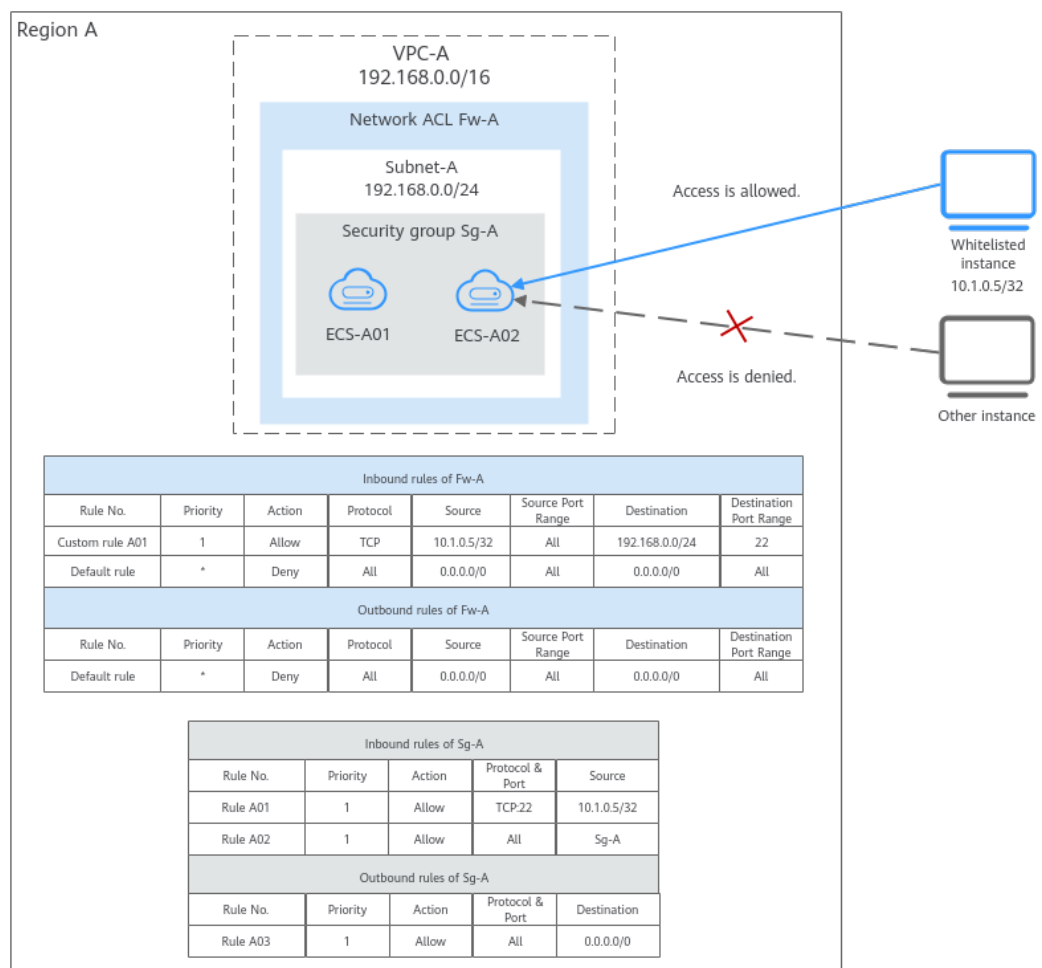 Region A
VPC-A
192.168.0.0/16
Network ACL Fw-A
Subnet-A
192.168.0.0/24
Security group Sg-A
ECS-A01
ECS-A02
Access is allowed.
Whitelisted
instance
10.1.0.5/32
Access is denied.
Other instance
Inbound rules of Fw-A
Rule No. Priority Action Protocol Source Source Port Range Destination Destination Port Range
Custom rule A01 1 Allow TCP 10.1.0.5/32 All 192.168.0.0/24 22
Default rule * Deny All 0.0.0.0/0 All 0.0.0.0/0 All
Outbound rules of Fw-A
Rule No. Priority Action Protocol Source Source Port Range Destination Destination Port Range
Default rule * Deny All 0.0.0.0/0 All 0.0.0.0/0 All
Inbound rules of Sg-A
Rule No. Priority Action Protocol & Port Source
Rule A01 1 Allow TCP:22 10.1.0.5/32
Rule A02 1 Allow All Sg-A
Outbound rules of Sg-A
Rule No. Priority Action Protocol & Port Destination
Rule A03 1 Allow All 0.0.0.0/0